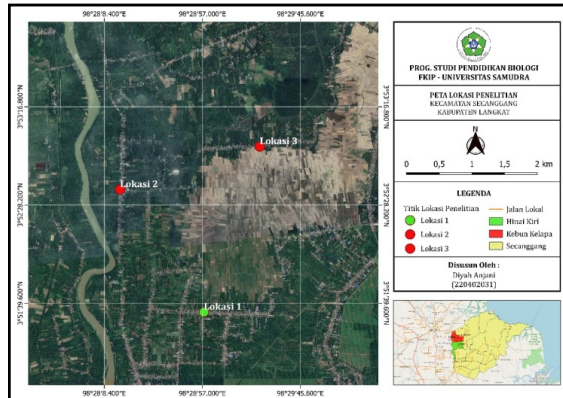 98°28'8.400"E 98°28'57.000"E 98°29'45.600"E
3°53'16.800"N
3°52'28.200"N
3°51'39.600"N
Lokasi 3
Lokasi 2
Lokasi 1
3°53'16.800"N
3°52'28.200"N
3°51'39.600"N
98°28'8.400"E 98°28'57.000"E 98°29'45.600"E
PROG. STUDI PENDIDIKAN BIOLOGI
FKIP - UNIVERSITAS SAMUDRA
PETA LOKASI PENELITIAN
KECAMATAN SECANGGANG
KABUPATEN LANGKAT
N
0 0,5 1 1,5 2 km
LEGENDA
Titik Lokasi Penelitian
Lokasi 1
Lokasi 2
Lokasi 3
Jalan Lokal
Hinai Kiri
Kebun Kelapa
Secanggang
Disusun Oleh :
Diyah Anjani
(220402031)